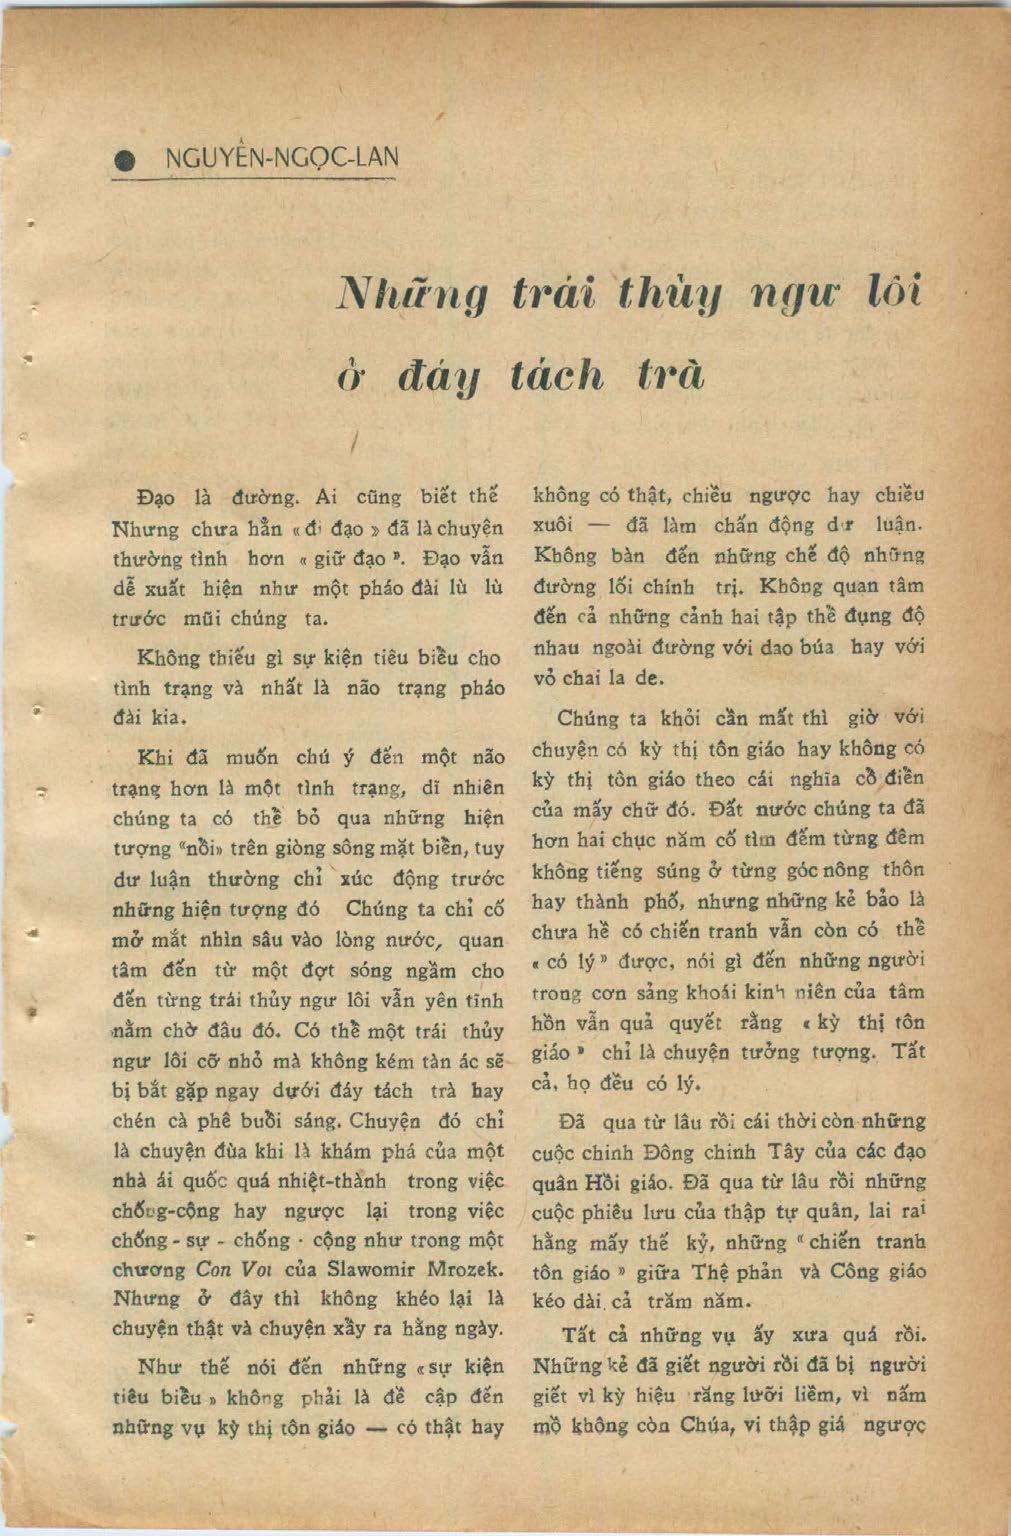 ● NGUYỄN-NGỌC-LAN
Những trái thủy ngư lôi
ở đáy tách trà
Đạo là đường. Ai cũng biết thế
Nhưng chưa hẳn « đi đạo » đã là chuyện
thường tình hơn « giữ đạo ». Đạo vẫn
dễ xuất hiện như một pháo đài lù lù
trước mũi chúng ta.
Không thiếu gì sự kiện tiêu biểu cho
tình trạng và nhất là não trạng pháo
đài kia.
Khi đã muốn chú ý đến một não
trạng hơn là một tình trạng, dĩ nhiên
chúng ta có thể bỏ qua những hiện
tượng “nổi» trên giòng sông mặt biển, tuy
dư luận thường chỉ xúc động trước
những hiện tượng đó Chúng ta chỉ cố
mở mắt nhìn sâu vào lòng nước, quan
tâm đến từ một đợt sóng ngầm cho
đến từng trái thủy ngư lôi vẫn yên tĩnh
nằm chờ đâu đó. Có thể một trái thủy
ngư lôi cỡ nhỏ mà không kém tàn ác sẽ
bị bắt gặp ngay dưới đáy tách trà hay
chén cà phê buổi sáng. Chuyện đó chỉ
là chuyện đùa khi là khám phá của một
nhà ái quốc quá nhiệt-thành trong việc
chống-cộng hay ngược lại trong việc
chống - sự - chống - cộng như trong một
chương Con Voi của Slawomir Mrozek.
Nhưng ở đây thì không khéo lại là
chuyện thật và chuyện xẩy ra hằng ngày.
Như thế nói đến những « sự kiện
tiêu biểu » không phải là đề cập đến
những vụ kỳ thị tôn giáo — có thật hay
không có thật, chiều ngược hay chiều
xuôi — đã làm chấn động dư luận.
Không bàn đến những chế độ những
đường lối chính trị. Không quan tâm
đến cả những cảnh hai tập thể đụng độ
nhau ngoài đường với dao búa hay với
vỏ chai la de.
Chúng ta khỏi cần mất thì giờ với
chuyện có kỳ thị tôn giáo hay không có
kỳ thị tôn giáo theo cái nghĩa cổ điển
của mấy chữ đó. Đất nước chúng ta đã
hơn hai chục năm cố tìm đếm từng đêm
không tiếng súng ở từng góc nông thôn
hay thành phố, nhưng những kẻ bảo là
chưa hề có chiến tranh vẫn còn có thể
« có lý » được, nói gì đến những người
trong cơn sảng khoái kinh niên của tâm
hồn vẫn quả quyết rằng « kỳ thị tôn
giáo » chỉ là chuyện tưởng tượng. Tất
cả, họ đều có lý.
Đã qua từ lâu rồi cái thời còn những
cuộc chinh Đông chinh Tây của các đạo
quân Hồi giáo. Đã qua từ lâu rồi những
cuộc phiêu lưu của thập tự quân, lai rai
hằng mấy thế kỷ, những “ chiến tranh
tôn giáo » giữa Thệ phản và Công giáo
kéo dài cả trăm năm.
Tất cả những vụ ấy xưa quá rồi.
Những kẻ đã giết người rồi đã bị người
giết vì kỳ hiệu răng lưỡi liềm, vì nấm
mồ không còn Chúa, vì thập giá ngược